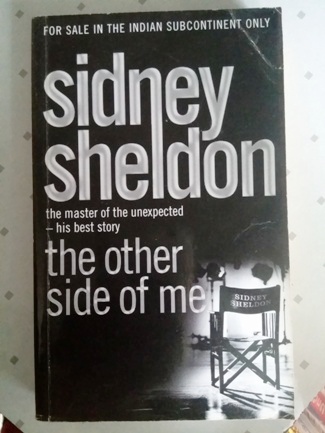 FOR SALE IN THE INDIAN SUBCONTINENT ONLY
sidney
sheldon
the master of the unexpected
– his best story
the other
side of me
SIDNEY
SHELDON